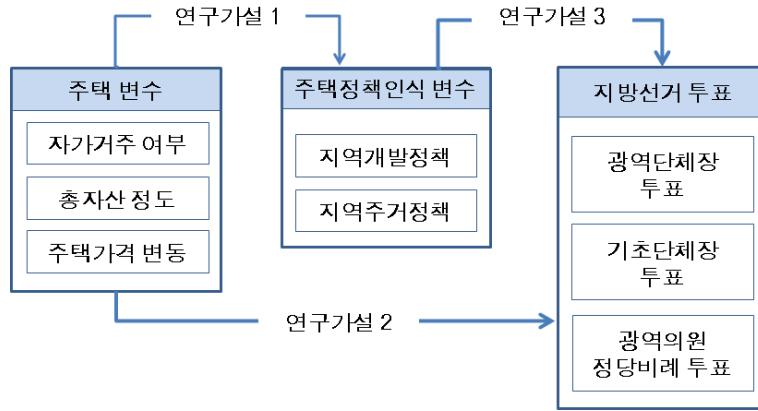 연구가설 1
연구가설 3
주택 변수
자가거주 여부
총자산 정도
주택가격 변동
주택정책인식 변수
지역개발정책
지역주거정책
지방선거 투표
광역단체장
투표
기초단체장
투표
광역의원
정당비례 투표
연구가설 2